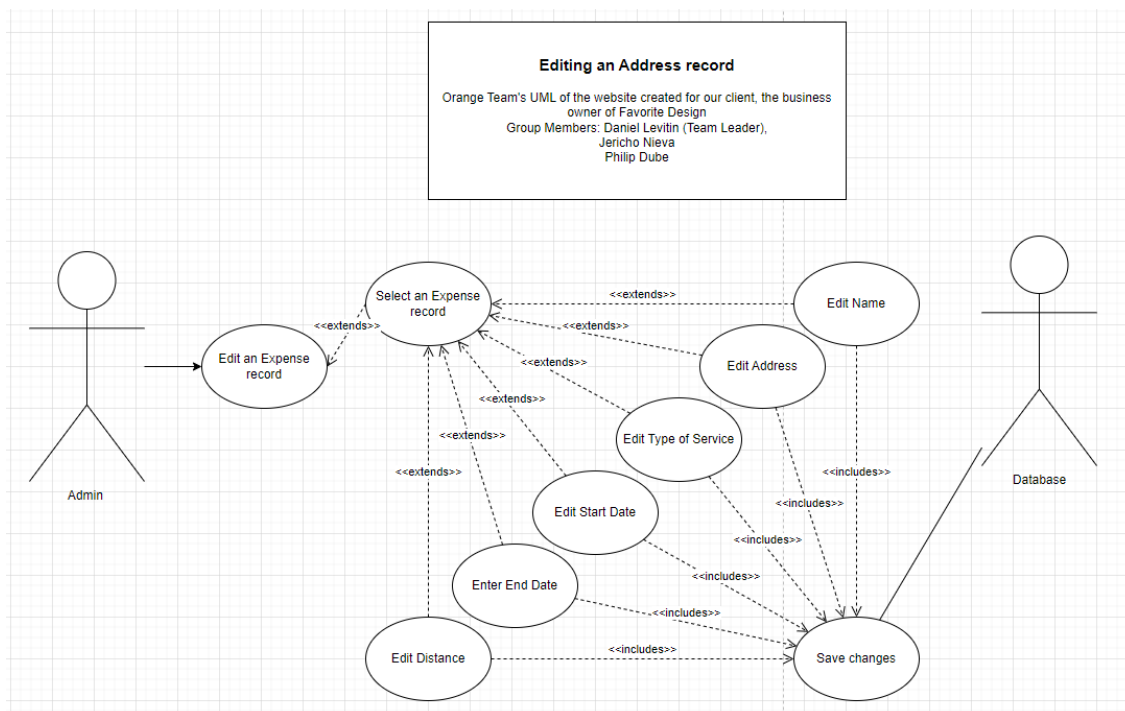 Editing an Address record
Orange Team's UML of the website created for our client, the business
owner of Favorite Design
Group Members: Daniel Levitin (Team Leader),
Jericho Nieva
Philip Dube
Select an Expense
record
<<extends>>
Edit Name
<<extends>>
<<extends>>
Edit an Expense
record
<<extends>>
Edit Address
<<extends>>
<<extends>>
Edit Type of Service
<<extends>>
<<includes>>
Database
Admin
<<includes>>
Edit Start Date
<<includes>>
<<includes>>
Enter End Date
<<includes>>
Edit Distance
<<includes>>
Save changes